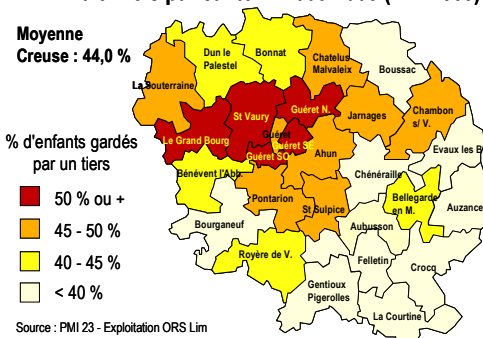 Moyenne
Creuse : 44,0 %
Dun le
Palestel
Bonnat
Chatelus
Malvaleix
Boussac
La Souterraine
St Vaury
Guéret N.
Jarnages
Chambon
s/ V.
Le Grand Bourg
Guéret
Guéret SE
Guéret SO
Ahun
Evaux les B
% d'enfants gardés
par un tiers
Bénévent l'Abb.
Chénéraille
50 % ou +
Pontarion
St Sulpice
Bellegarde
en M.
Auzance
45 - 50 %
Bourganeuf
Aubusson
40 - 45 %
Royère de V.
Felletin
Crocq
< 40 %
Gentioux
Pigerolles
La Courtine
Source : PMI 23 - Exploitation ORS Lim